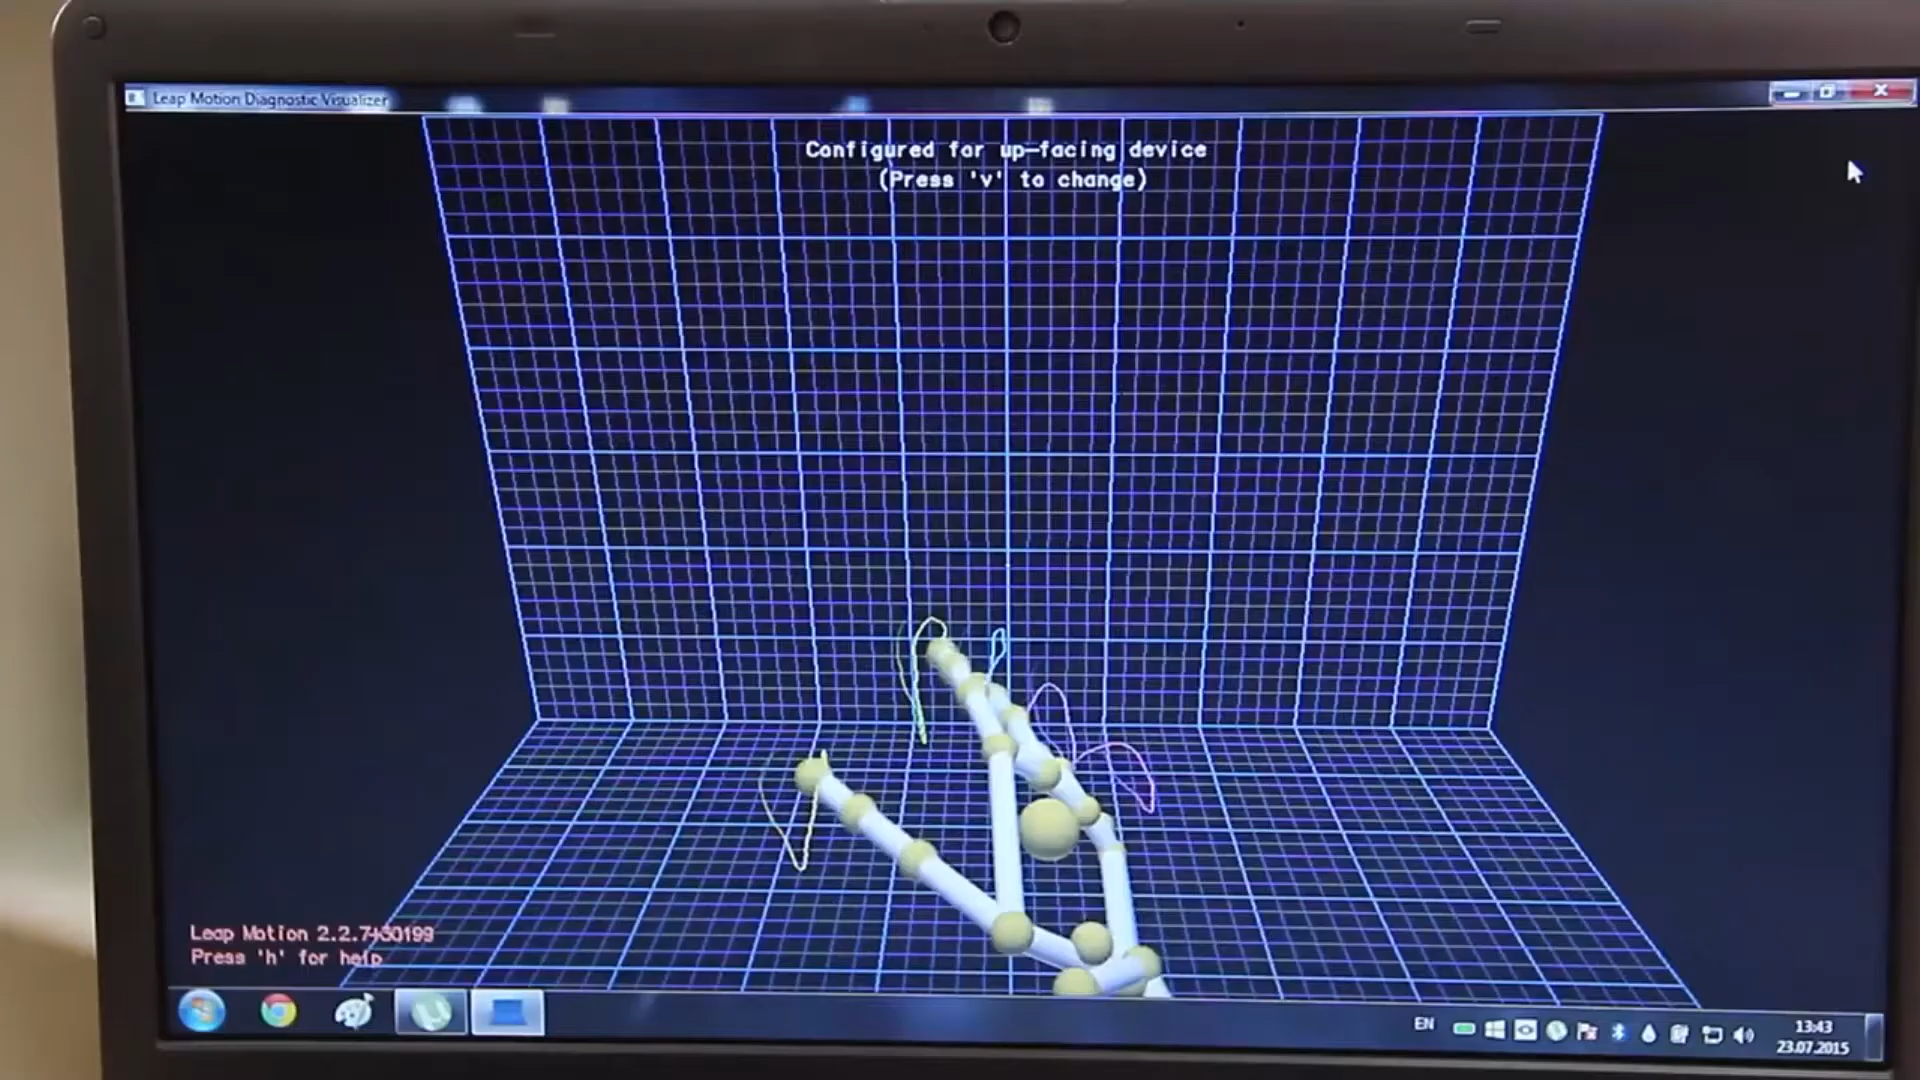 Leap Motion Diagnostic Visualizer
Configured for up-facing device
(Press 'v' to change)
Leap Motion 2.2.7+30199
Press 'h' for help
EN
13:43
23.07.2015